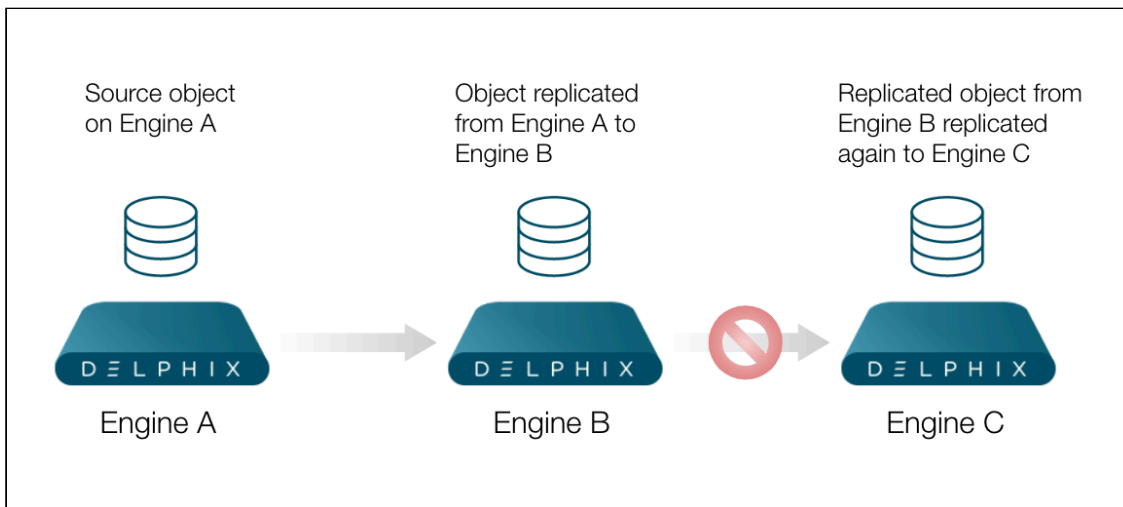 Source object
on Engine A
Object replicated
from Engine A to
Engine B
Replicated object from
Engine B replicated
again to Engine C
DELPHIX
DELPHIX
DELPHIX
Engine A
Engine B
Engine C